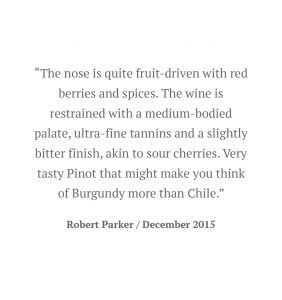 “The nose is quite fruit-driven with red
berries and spices. The wine is
restrained with a medium-bodied
palate, ultra-fine tannins and a slightly
bitter finish, akin to sour cherries. Very
tasty Pinot that might make you think
of Burgundy more than Chile.”
Robert Parker / December 2015